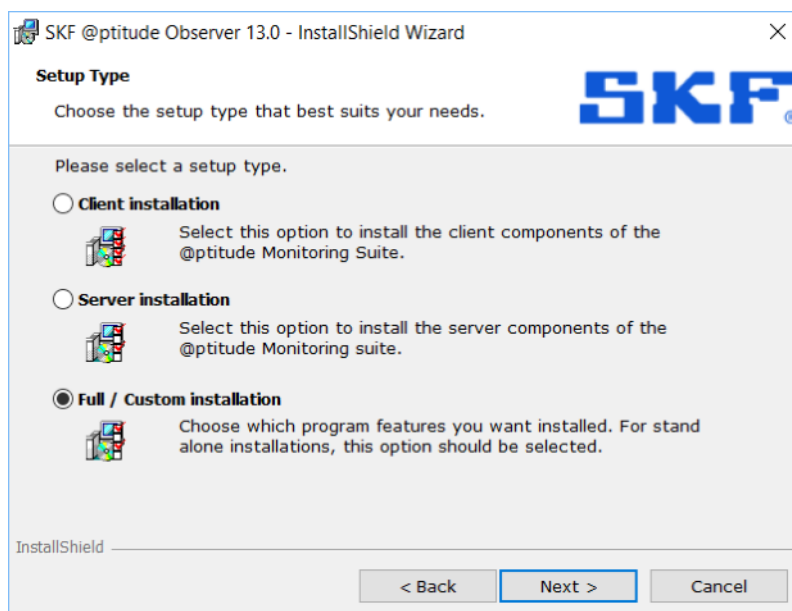 SKF @ptitude Observer 13.0 - InstallShield Wizard
Setup Type
Choose the setup type that best suits your needs.
SKF®
Please select a setup type.
Client installation
Select this option to install the client components of the
@ptitude Monitoring Suite.
Server installation
Select this option to install the server components of the
@ptitude Monitoring suite.
Full / Custom installation
Choose which program features you want installed. For stand
alone installations, this option should be selected.
InstallShield
< Back
Next >
Cancel